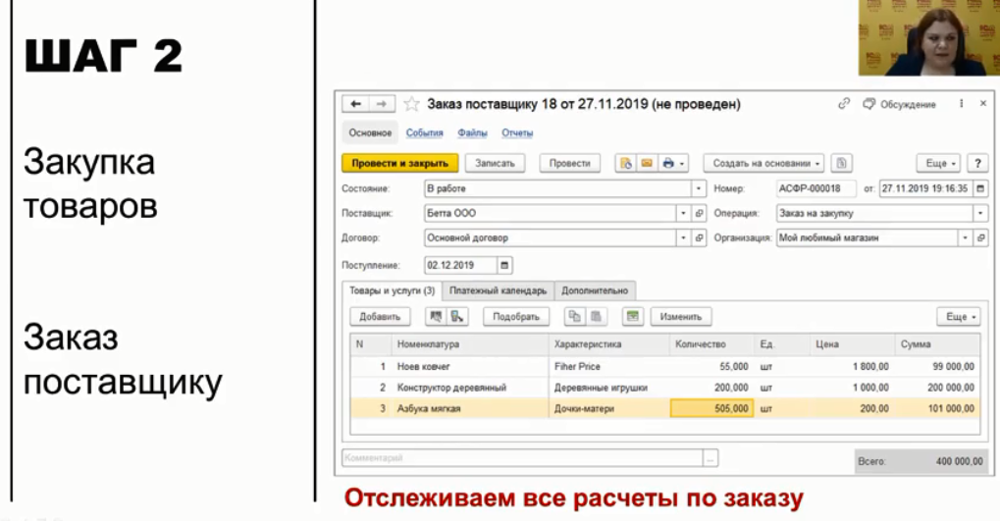 ШАГ 2
Закупка
товаров
Заказ
поставщику
Заказ поставщику 18 от 27.11.2019 (не проведен)
Обсуждение
Основное События Файлы Отчеты
Провести и закрыть Записать Провести Создать на основании Еще ?
Состояние: В работе Номер: АСФР-000018 от: 27.11.2019 19:16:35
Поставщик: Бетта ООО Операция: Заказ на закупку
Договор: Основной договор Организация: Мой любимый магазин
Поступление: 02.12.2019
Товары и услуги (3) Платежный календарь Дополнительно
Добавить Подобрать Изменить Еще
N Номенклатура Характеристика Количество Ед. Цена Сумма
1 Ноев ковчег Fiher Price 55,000 шт 1 800,00 99 000,00
2 Конструктор деревянный Деревянные игрушки 200,000 шт 1 000,00 200 000,00
3 Азбука мягкая Дочки-матери 505,000 шт 200,00 101 000,00
Комментарий ...
Всего: 400 000,00
Отслеживаем все расчеты по заказу